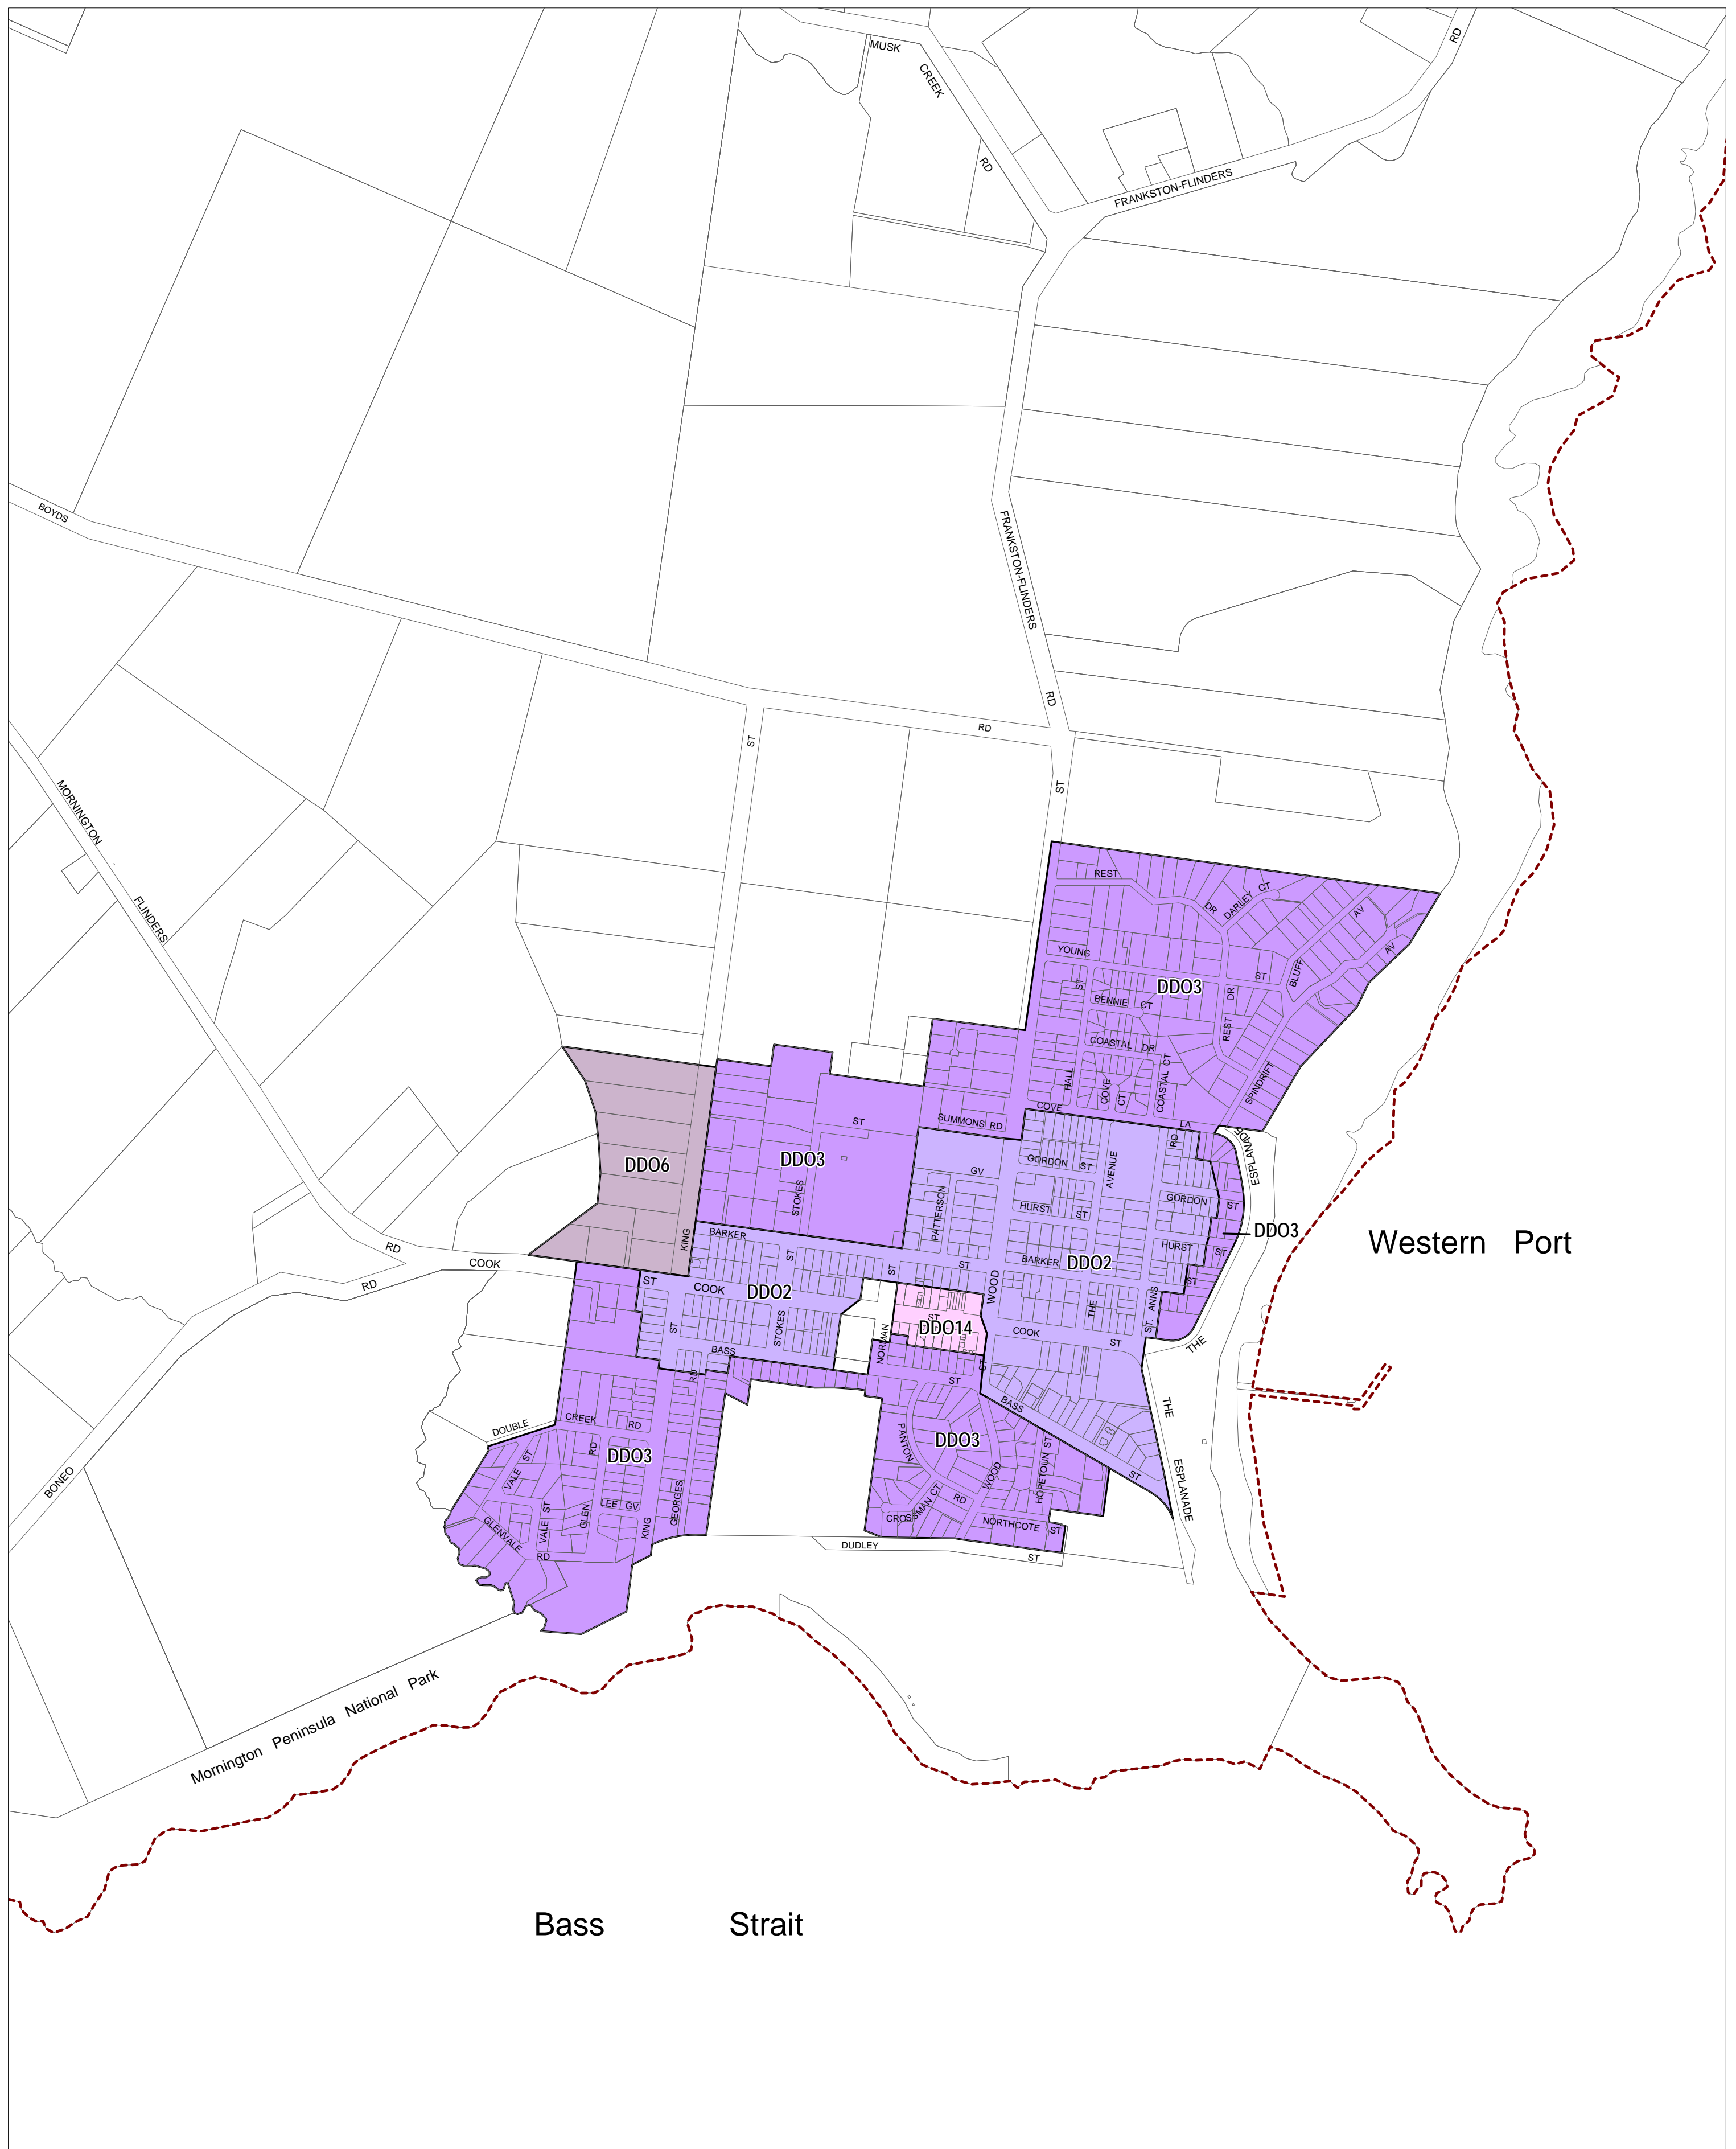 MUSK
CREEK
RD
RD
FRANKSTON-FLINDERS
BOYDS
FRANKSTON-FLINDERS
RD
RD
ST
ST
MORNINGTON
FLINDERS
RD
REST
DR
DARLEY CT
AV
AV
YOUNG
ST
BLUFF
DDO3
ST
BENNIE CT
DR
REST
COASTAL DR
HALL
COVE
CT
COASTAL CT
SPINDRIFT
COVE
LA
SUMMONS RD
ST
DDO6
DDO3
STOKES
KING
GV
GORDON ST
AVENUE
RD
ESPLANADE
PATTERSON
HURST ST
GORDON
ST
DDO3
Western Port
BARKER
ST
ST
ST
BARKER
DDO2
HURST
ST
ST
COOK
RD
ST
COOK
DDO2
WOOD
THE
ST. ANNS
ST
STOKES
BASS
RD
NORMAN
ST
DDO14
COOK
ST
THE
ST
ST
BASS
ST
THE
ESPLANADE
DOUBLE
CREEK
RD
DDO3
RD
VALE ST
VALE ST
GLEN
LEE GV
KING
GEORGES
GLENVALE
RD
BONEO
PANTON
RD
DDO3
WOOD
HOPETOUN ST
CROSSMAN CT
NORTHCOTE ST
DUDLEY
ST
Mornington Peninsula National Park
Bass Strait